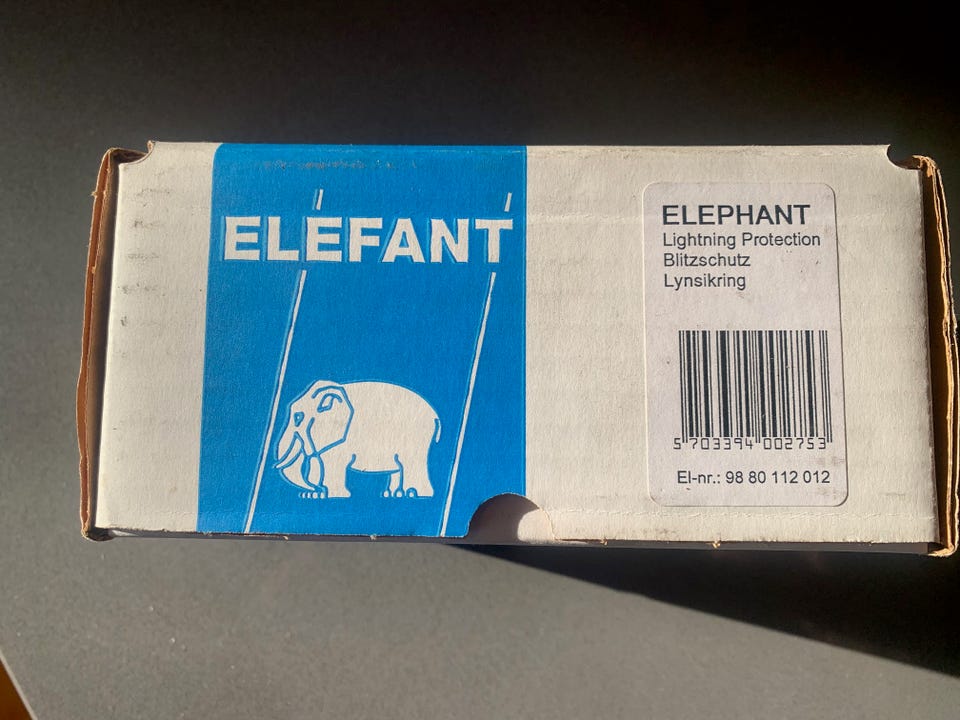 ELEFANT
ELEPHANT
Lightning Protection
Blitzschutz
Lynsikring
5 703394 002753
El-nr.: 98 80 112 012